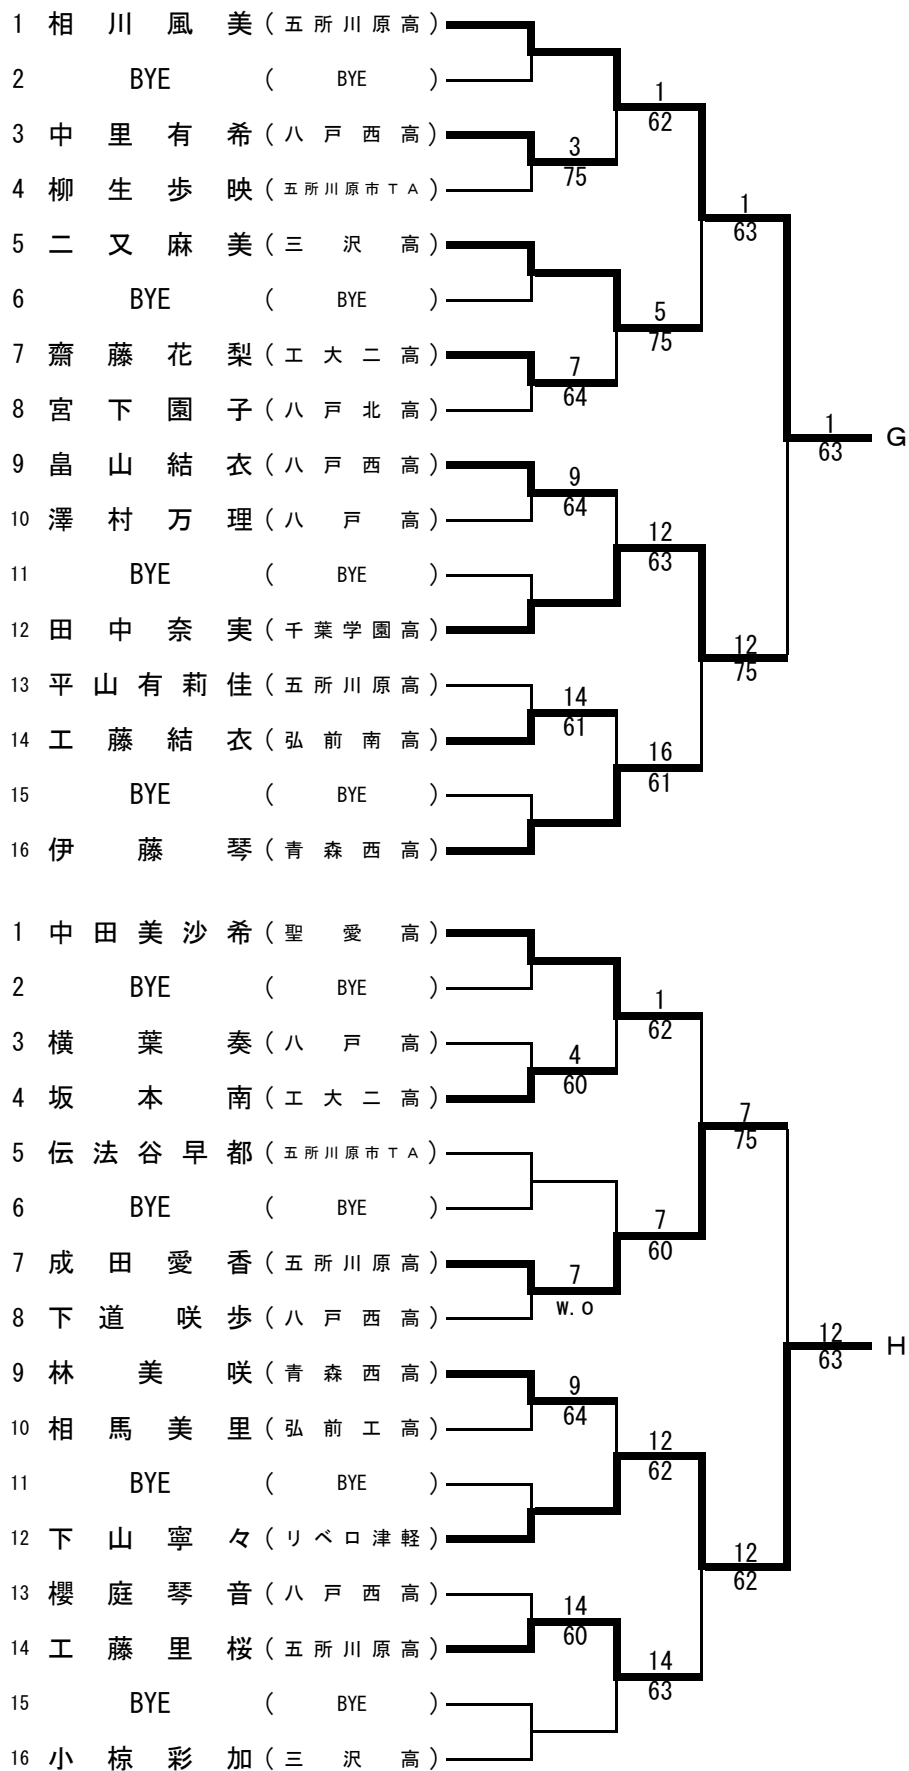 1 相川風美 (五所川原高)
1
2 BYE (BYE)
62
3 中里有希 (八戸西高)
3
75
4 柳生歩映 (五所川原市TA)
1
63
5 二又麻美 (三沢高)
6 BYE (BYE)
5
75
7 齋藤花梨 (工大二高)
7
64
8 宮下園子 (八戸北高)
1
63
G
9 畠山結衣 (八戸西高)
9
64
10 澤村万理 (八戸高)
12
63
11 BYE (BYE)
12 田中奈実 (千葉学園高)
12
75
13 平山有莉佳 (五所川原高)
14
61
14 工藤結衣 (弘前南高)
16
61
15 BYE (BYE)
16 伊藤琴 (青森西高)
1 中田美沙希 (聖愛高)
2 BYE (BYE)
1
62
3 横葉奏 (八戸高)
4
60
4 坂本南 (工大二高)
7
75
5 伝法谷早都 (五所川原市TA)
6 BYE (BYE)
7
60
7 成田愛香 (五所川原高)
7
w.o
8 下道咲歩 (八戸西高)
12
63
H
9 林美咲 (青森西高)
9
64
10 相馬美里 (弘前工高)
12
62
11 BYE (BYE)
12 下山寧々 (リベロ津軽)
12
62
13 櫻庭琴音 (八戸西高)
14
60
14 工藤里桜 (五所川原高)
14
63
15 BYE (BYE)
16 小椋彩加 (三沢高)